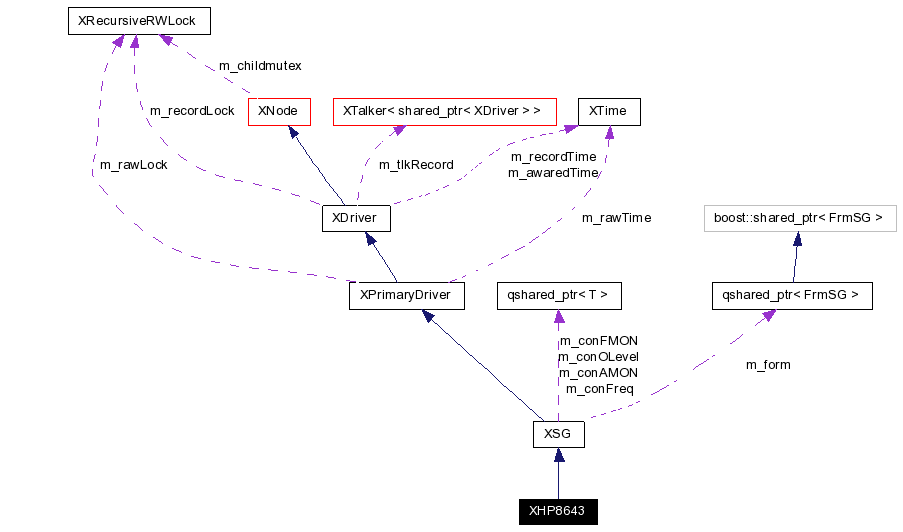 XRecursiveRWLock
m_childmutex
XNode
XTalker< shared_ptr< XDriver > >
XTime
m_recordLock
m_rawLock
m_tlkRecord
m_recordTime
m_awaredTime
XDriver
m_rawTime
boost::shared_ptr< FrmSG >
XPrimaryDriver
qshared_ptr< T >
qshared_ptr< FrmSG >
m_conFMON
m_conOLevel
m_conAMON
m_conFreq
m_form
XSG
XHP8643